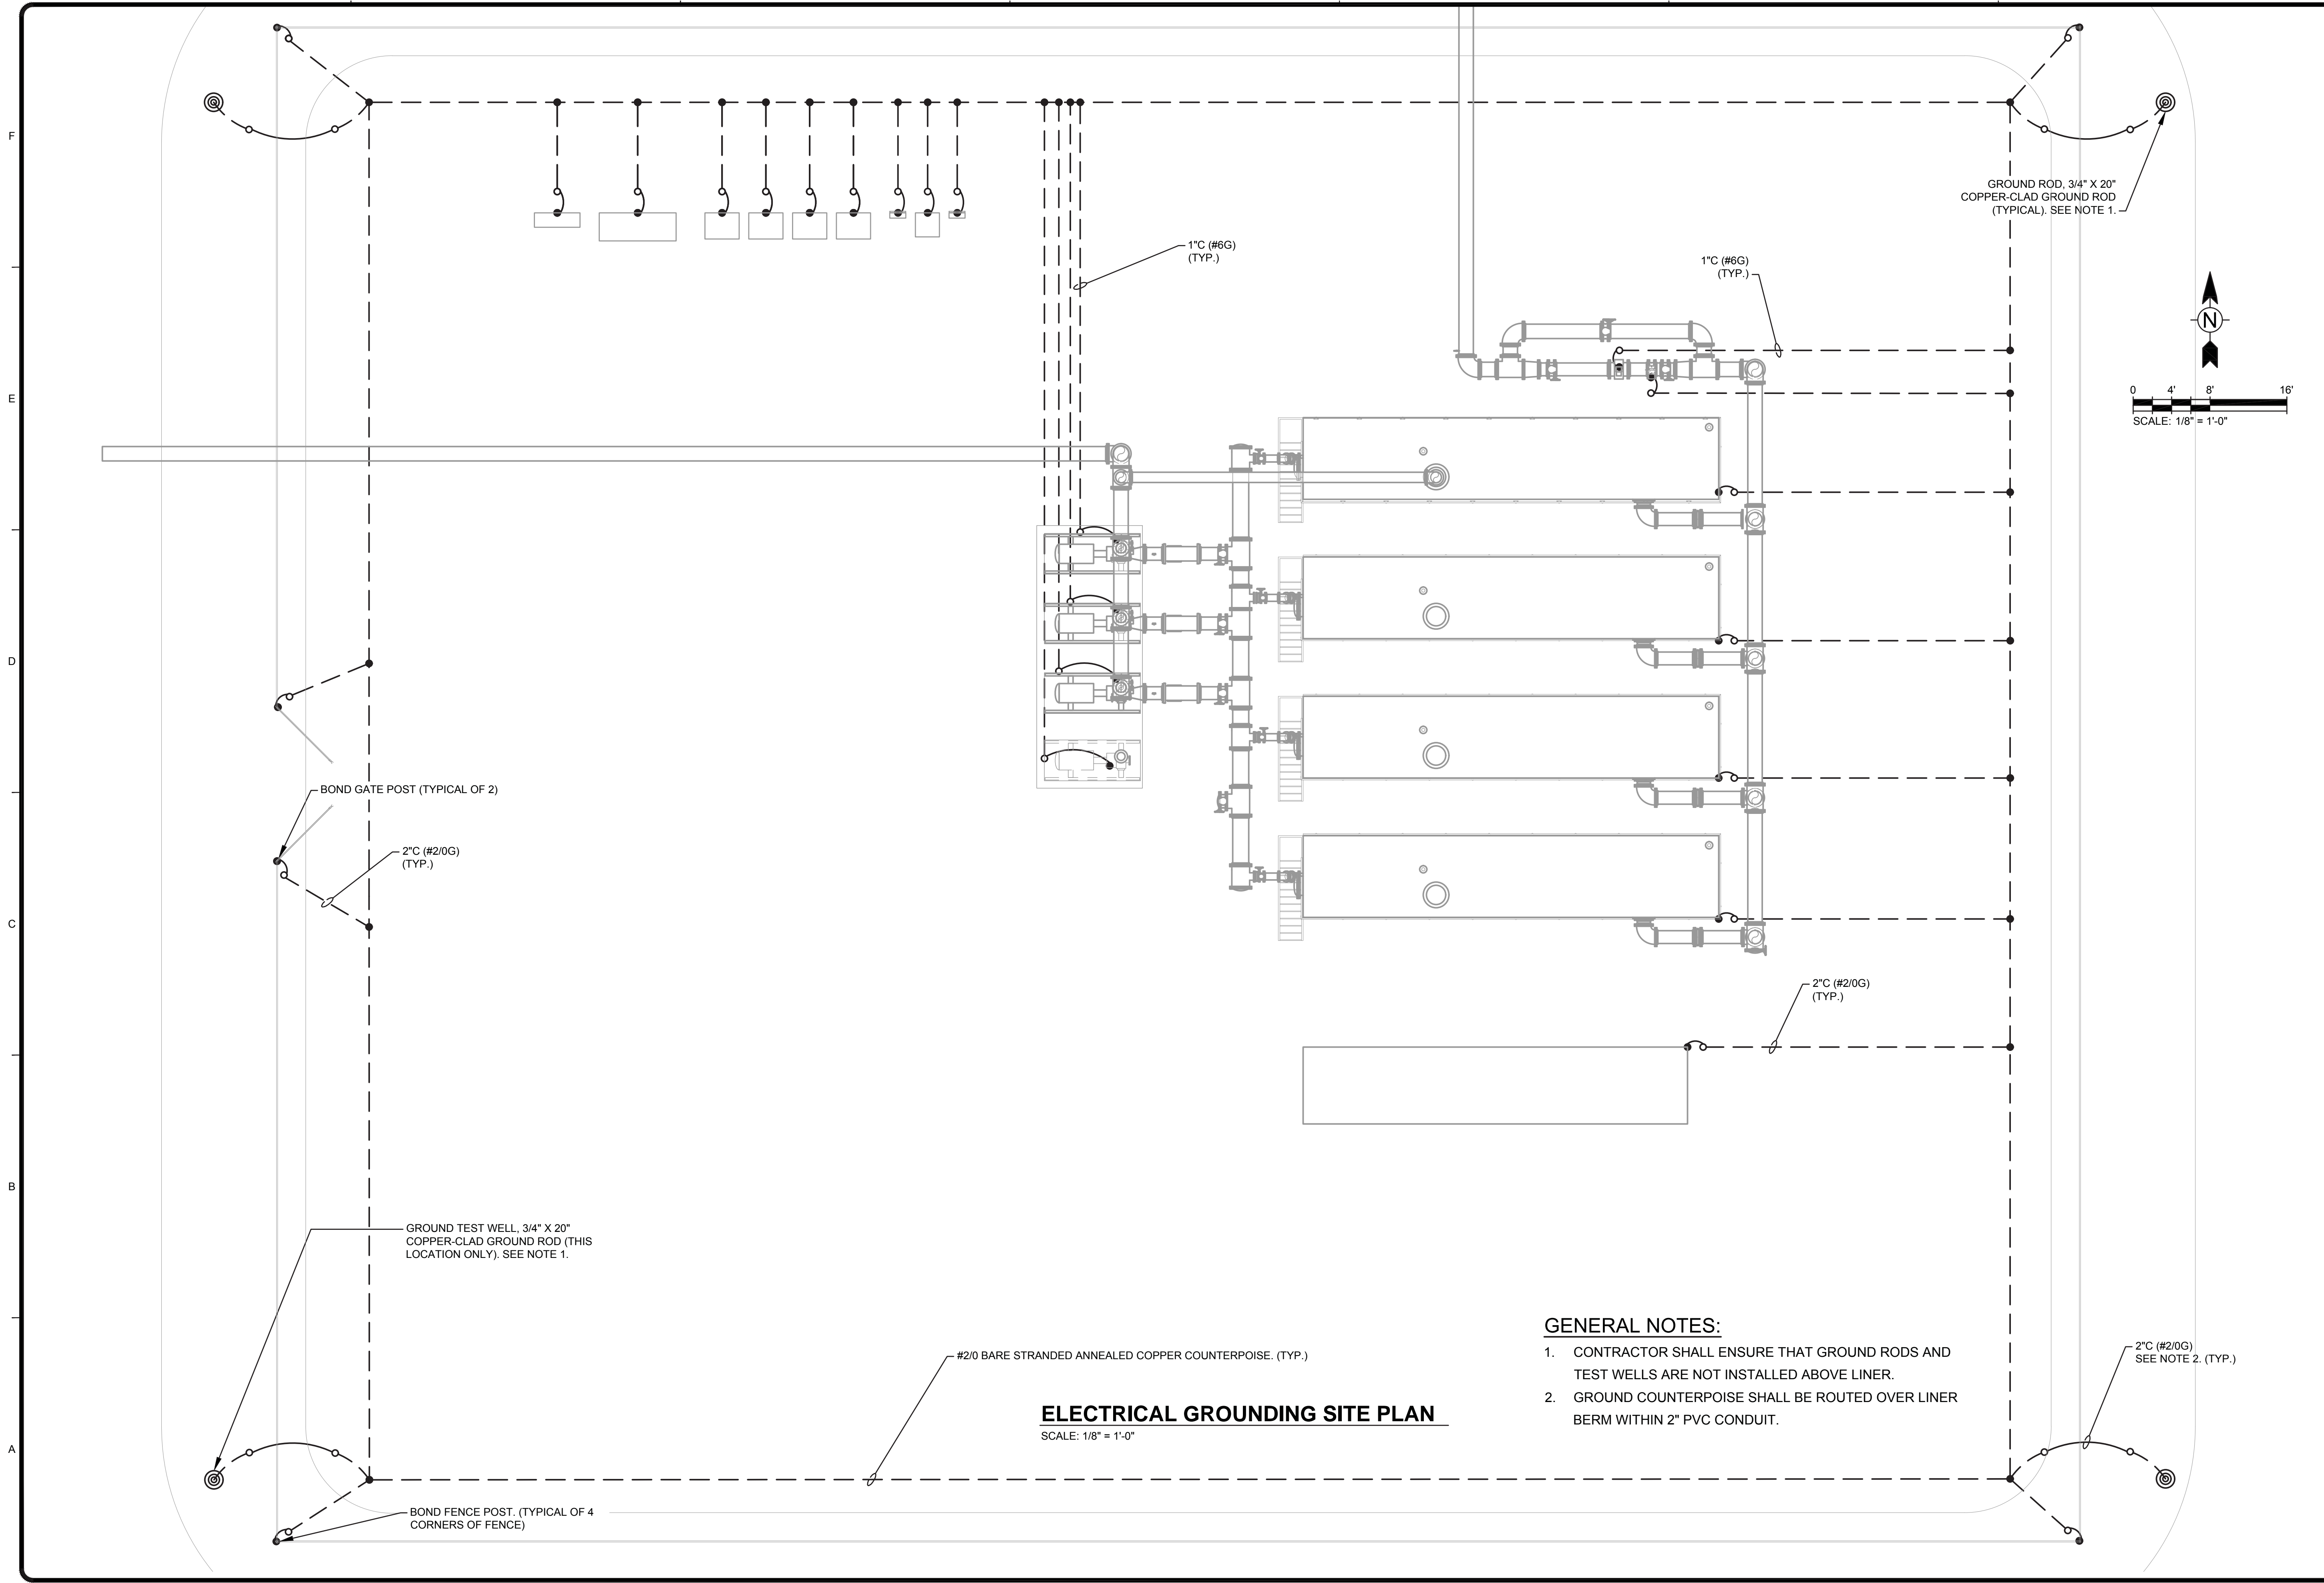 F
GROUND ROD, 3/4" X 20"
COPPER-CLAD GROUND ROD
(TYPICAL). SEE NOTE 1.
1"C (#6G)
(TYP.)
1"C (#6G)
(TYP.)
N
E
0 4' 8' 16'
SCALE: 1/8" = 1'-0"
D
BOND GATE POST (TYPICAL OF 2)
2"C (#2/0G)
(TYP.)
C
2"C (#2/0G)
(TYP.)
B
GROUND TEST WELL, 3/4" X 20"
COPPER-CLAD GROUND ROD (THIS
LOCATION ONLY). SEE NOTE 1.
#2/0 BARE STRANDED ANNEALED COPPER COUNTERPOISE. (TYP.)
ELECTRICAL GROUNDING SITE PLAN
SCALE: 1/8" = 1'-0"
GENERAL NOTES:
1. CONTRACTOR SHALL ENSURE THAT GROUND RODS AND
TEST WELLS ARE NOT INSTALLED ABOVE LINER.
2. GROUND COUNTERPOISE SHALL BE ROUTED OVER LINER
BERM WITHIN 2" PVC CONDUIT.
2"C (#2/0G)
SEE NOTE 2. (TYP.)
A
BOND FENCE POST. (TYPICAL OF 4
CORNERS OF FENCE)